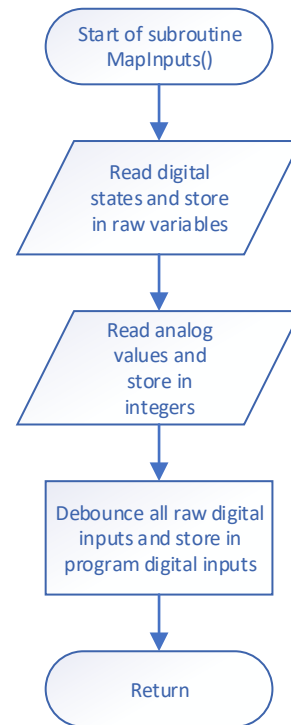 Start of subroutine
MapInputs()
Read digital
states and store
in raw variables
Read analog
values and
store in
integers
Debounce all raw digital
inputs and store in
program digital inputs
Return